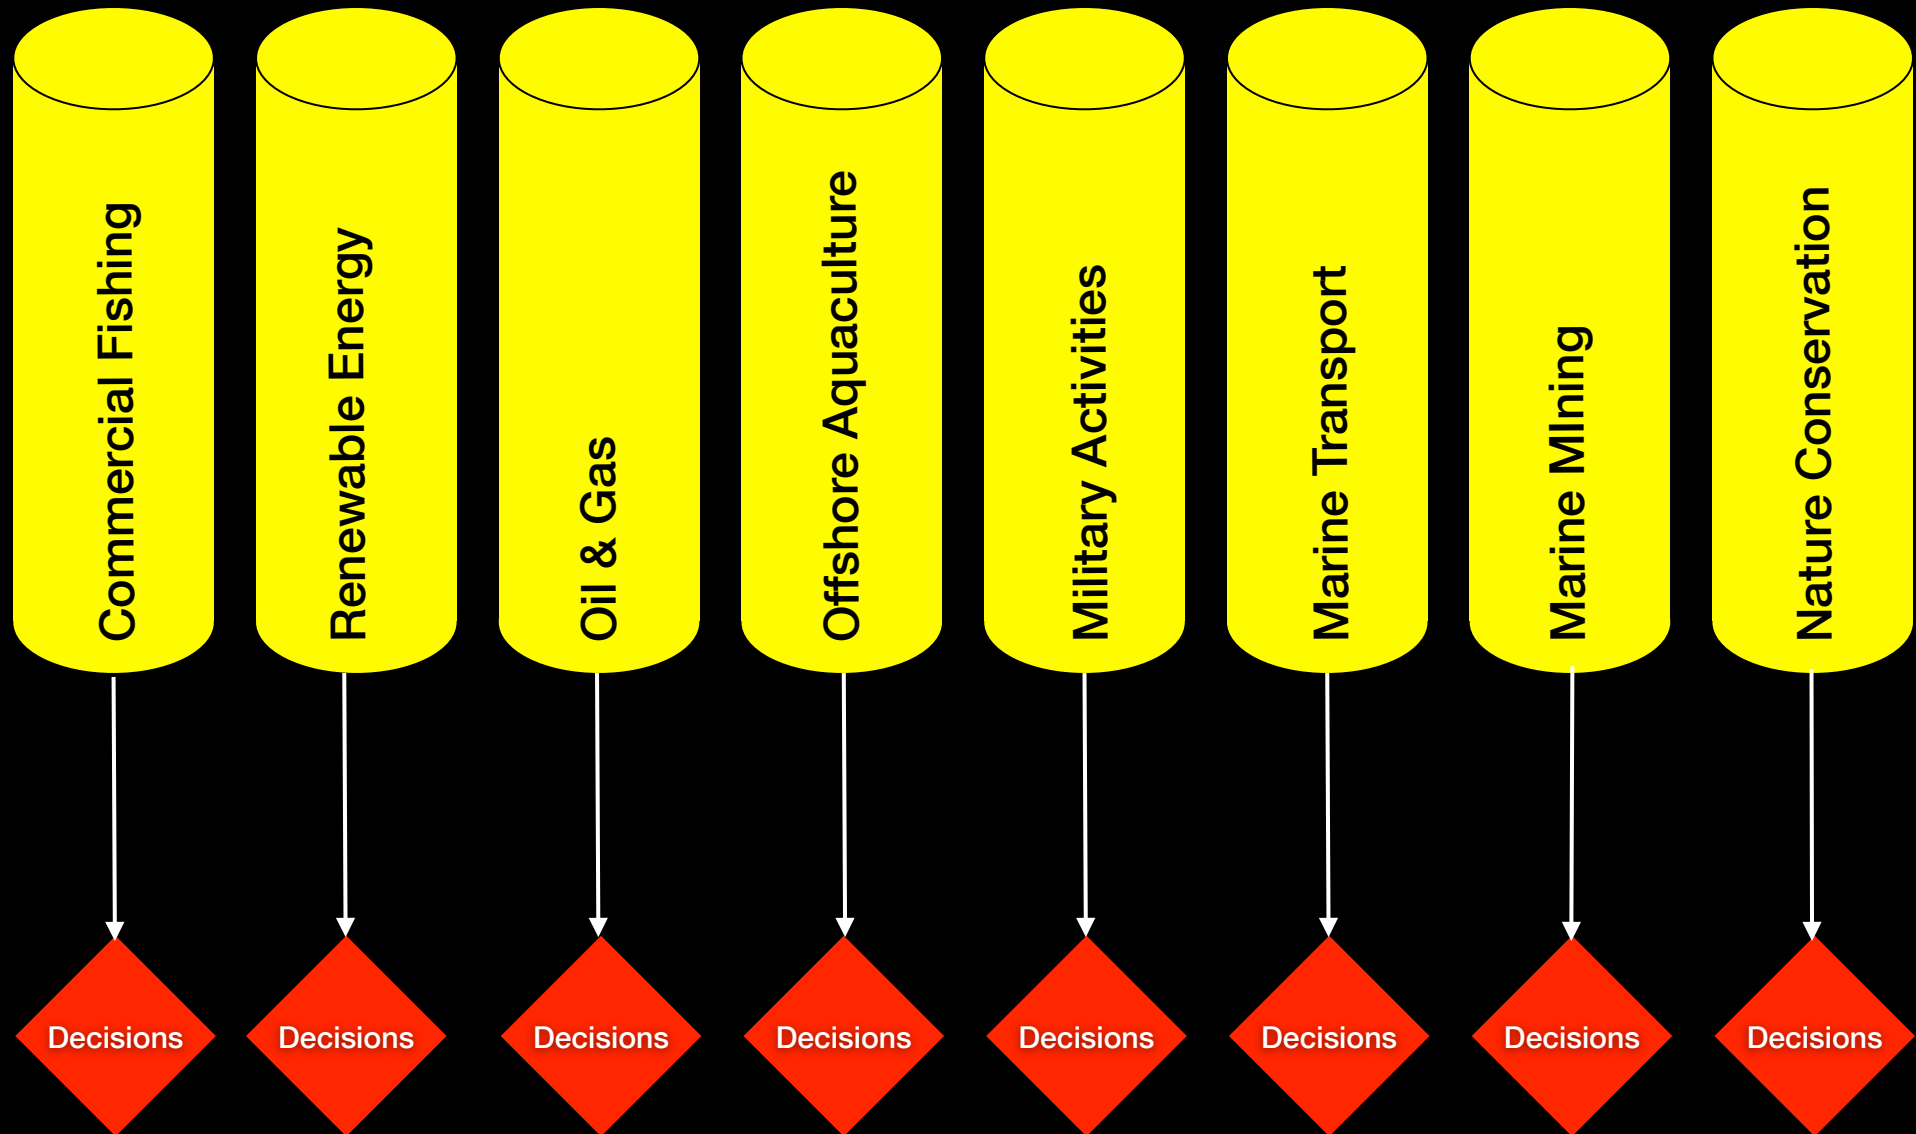 Commercial Fishing
Renewable Energy
Oil & Gas
Offshore Aquaculture
Military Activities
Marine Transport
Marine MIning
Nature Conservation
Decisions
Decisions
Decisions
Decisions
Decisions
Decisions
Decisions
Decisions